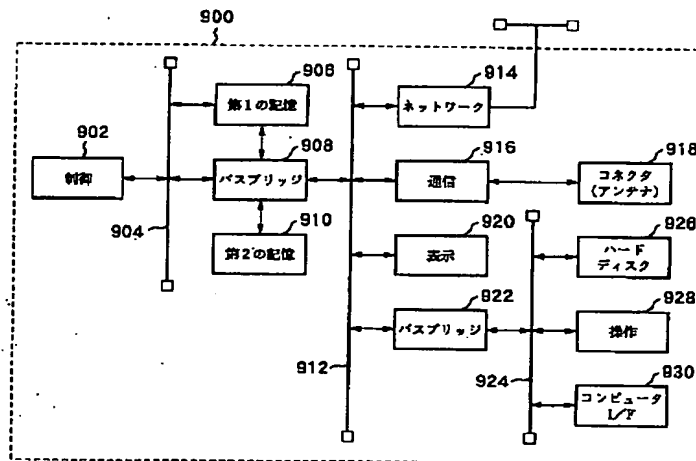 900
902
制御
904
906
第1の記憶
908
バスブリッジ
910
第2の記憶
912
914
ネットワーク
916
通信
918
コネクタ
(アンテナ)
920
表示
922
バスブリッジ
924
926
ハード
ディスク
928
操作
930
コンピュータ
I/F